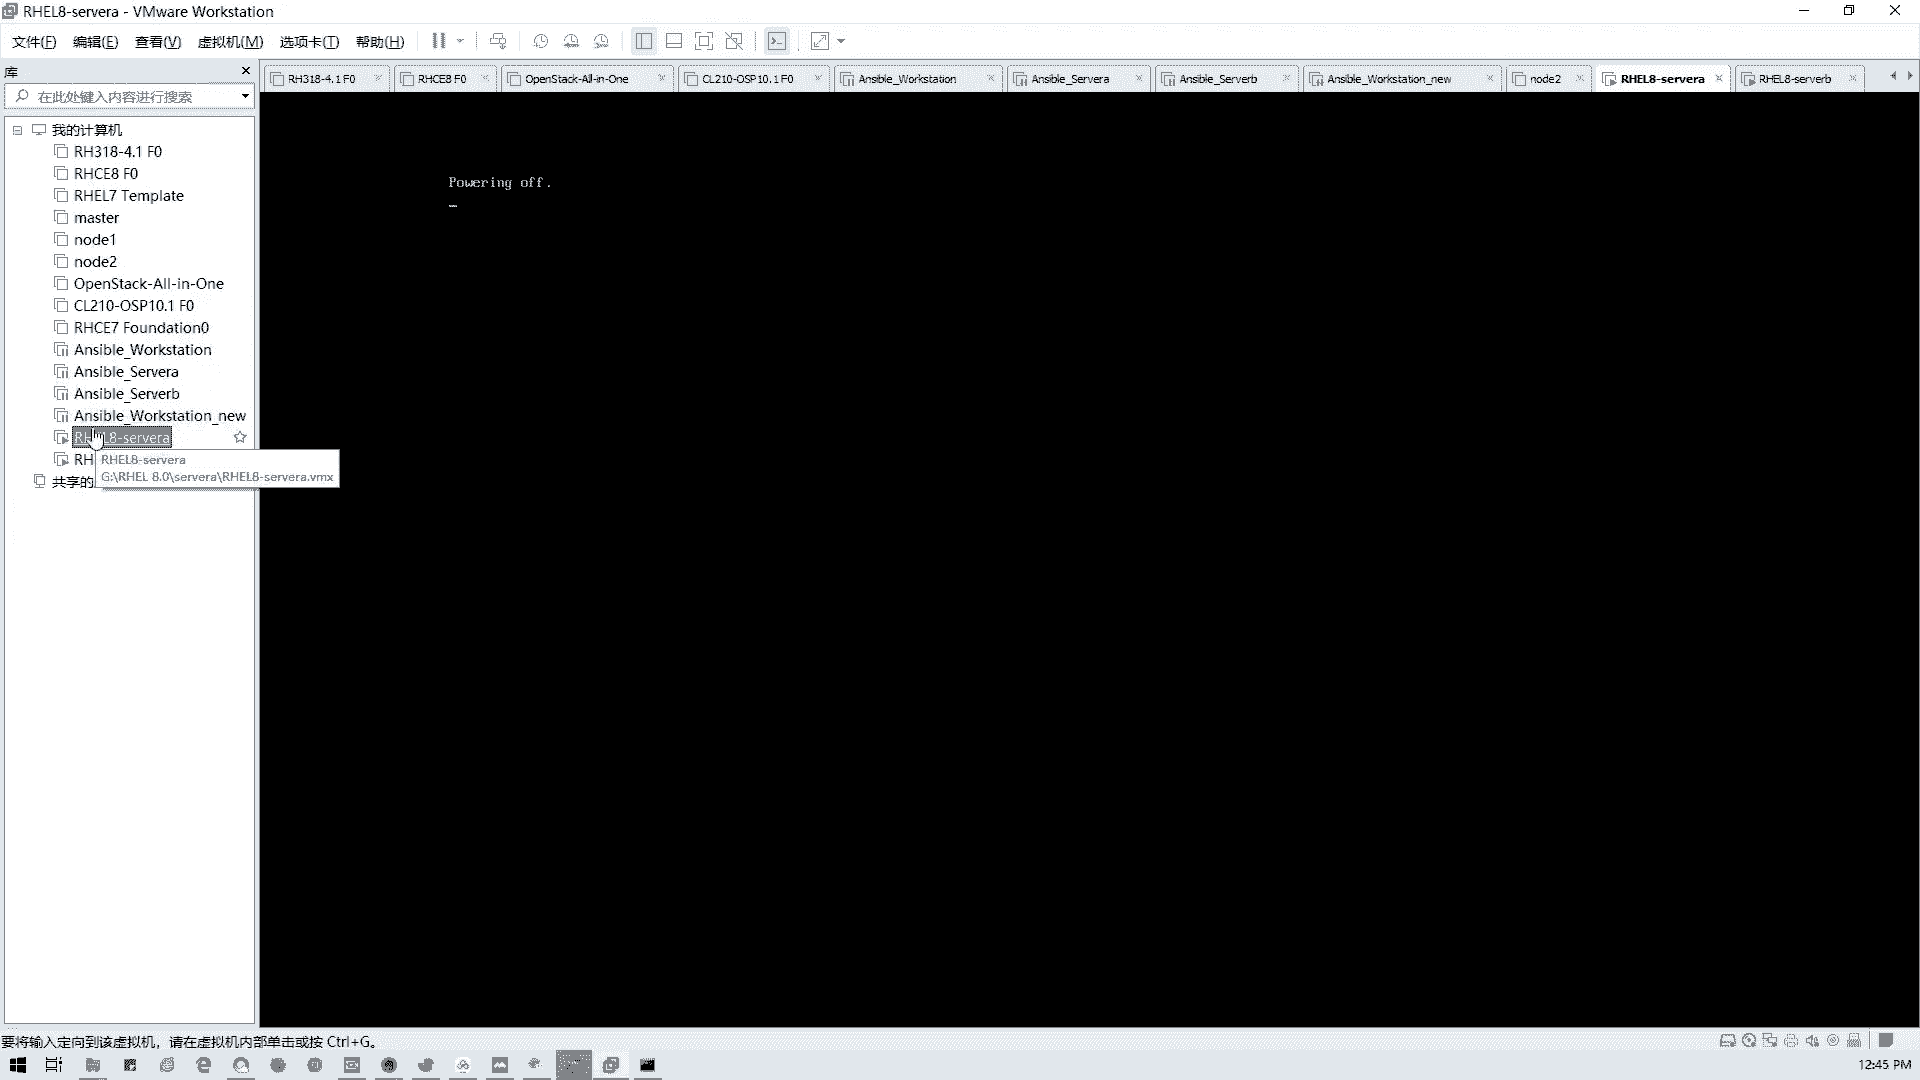 RHEL8-servera - VMware Workstation
文件(F) 编辑(E) 查看(V) 虚拟机(M) 选项卡(T) 帮助(H)
库
在此处键入内容进行搜索
RH318-4.1 F0 RHCE8 F0 OpenStack-All-in-One CL210-OSP10.1 F0 Ansible_Workstation Ansible_Servera Ansible_Serverb Ansible_Workstation_new node2 RHEL8-servera RHEL8-serverb
我的计算机
RH318-4.1 F0
RHCE8 F0
RHEL7 Template
master
node1
node2
OpenStack-All-in-One
CL210-OSP10.1 F0
RHCE7 Foundation0
Ansible_Workstation
Ansible_Servera
Ansible_Serverb
Ansible_Workstation_new
RHEL8-servera
RH
RHEL8-servera
G:\RHEL 8.0\servera\RHEL8-servera.vmx
共享的
Powering off.
要将输入定向到该虚拟机，请在虚拟机内部单击或按 Ctrl+G。
12:45 PM